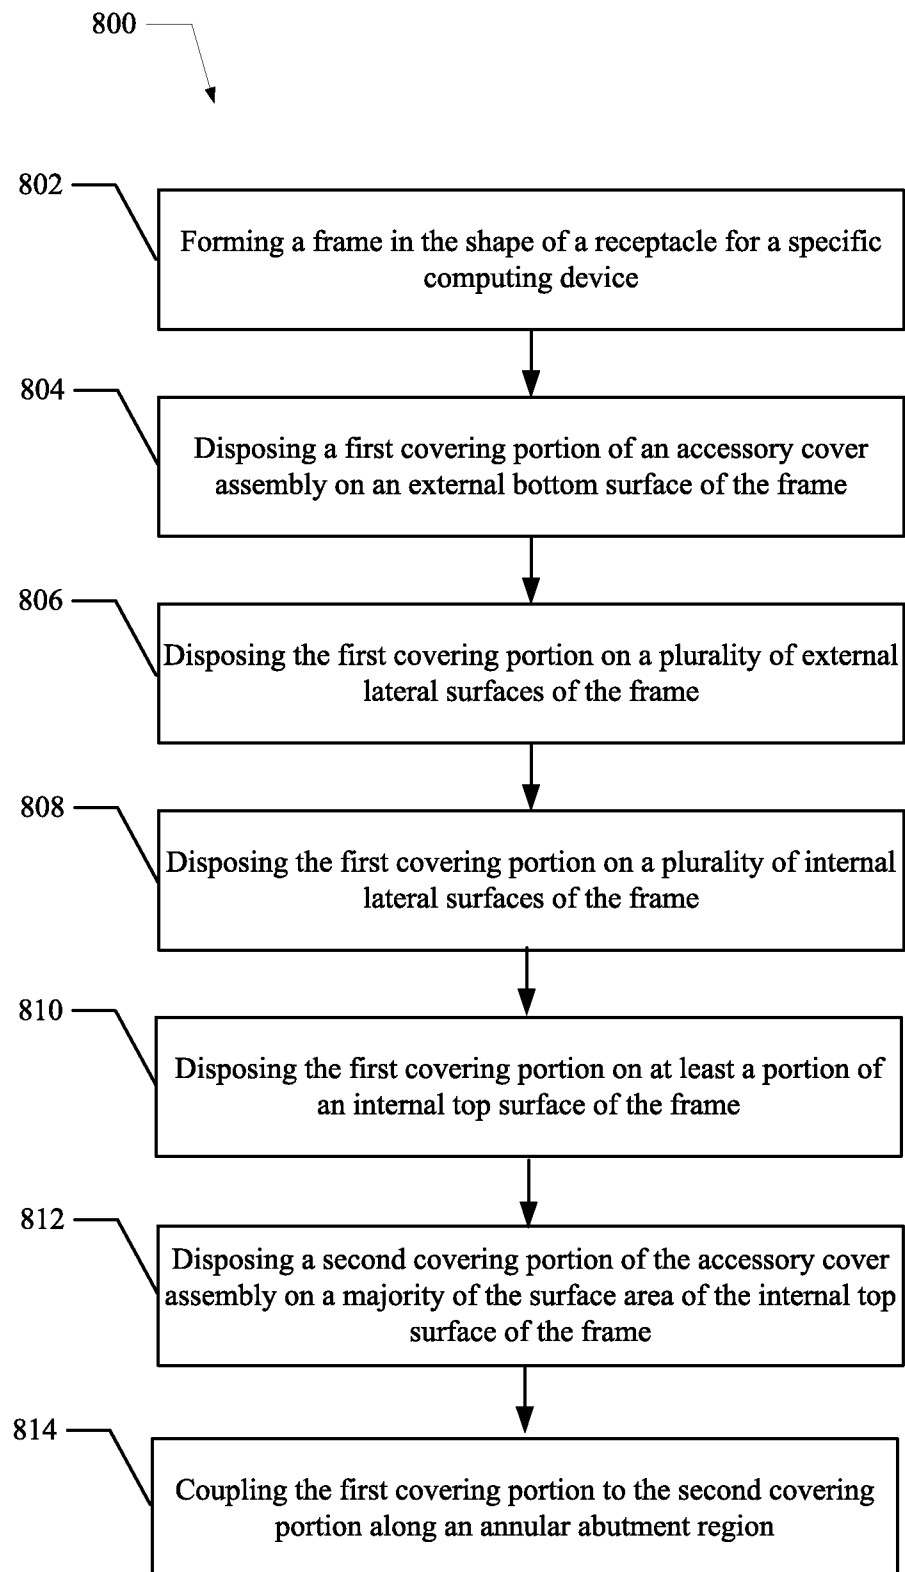 800
802
Forming a frame in the shape of a receptacle for a specific
computing device
804
Disposing a first covering portion of an accessory cover
assembly on an external bottom surface of the frame
806
Disposing the first covering portion on a plurality of external
lateral surfaces of the frame
808
Disposing the first covering portion on a plurality of internal
lateral surfaces of the frame
810
Disposing the first covering portion on at least a portion of
an internal top surface of the frame
812
Disposing a second covering portion of the accessory cover
assembly on a majority of the surface area of the internal top
surface of the frame
814
Coupling the first covering portion to the second covering
portion along an annular abutment region